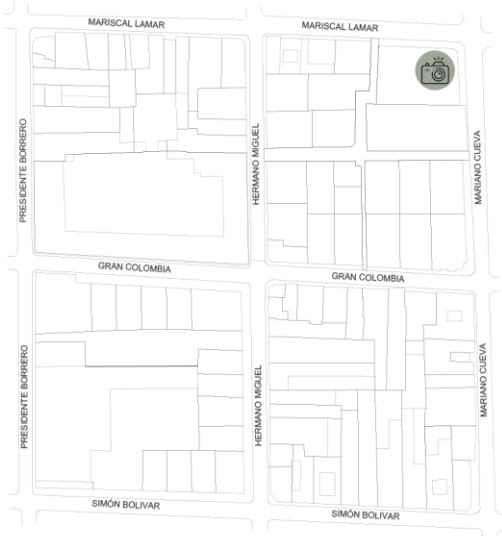 MARISCAL LAMAR
MARISCAL LAMAR
PRESIDENTE BORRERO
HERMANO MIGUEL
MARIANO CUEVA
GRAN COLOMBIA
GRAN COLOMBIA
PRESIDENTE BORRERO
HERMANO MIGUEL
MARIANO CUEVA
SIMÓN BOLIVAR
SIMÓN BOLIVAR